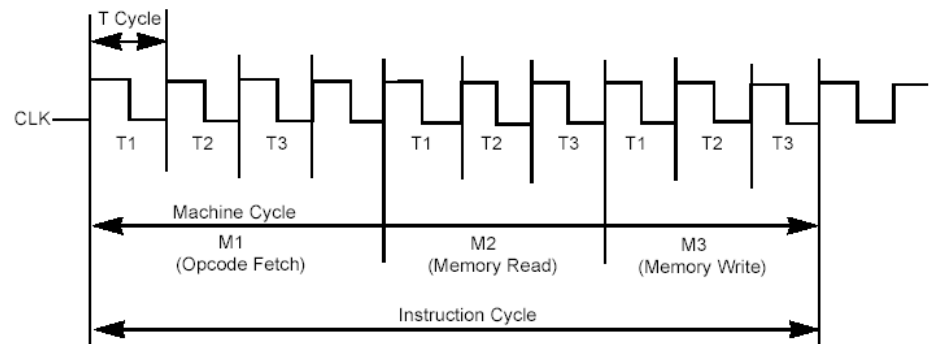 T Cycle
CLK
T1 T2 T3 T1 T2 T3 T1 T2 T3
Machine Cycle
M1 M2 M3
(Opcode Fetch) (Memory Read) (Memory Write)
Instruction Cycle